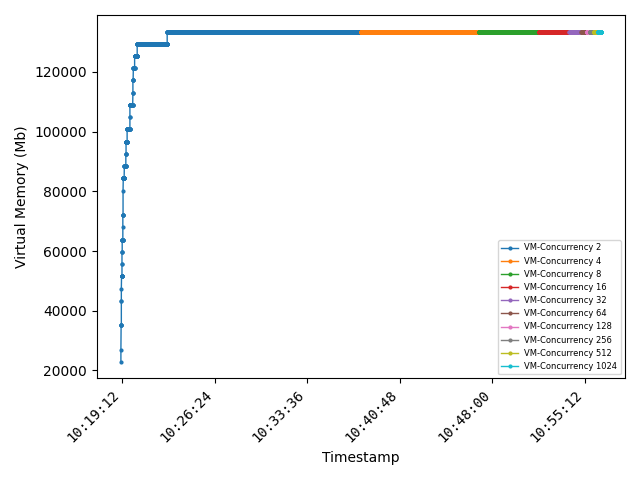 Virtual Memory (Mb)
120000
100000
80000
60000
40000
20000
VM-Concurrency 2
VM-Concurrency 4
VM-Concurrency 8
VM-Concurrency 16
VM-Concurrency 32
VM-Concurrency 64
VM-Concurrency 128
VM-Concurrency 256
VM-Concurrency 512
VM-Concurrency 1024
10:19:12
10:26:24
10:33:36
10:40:48
10:48:00
10:55:12
Timestamp